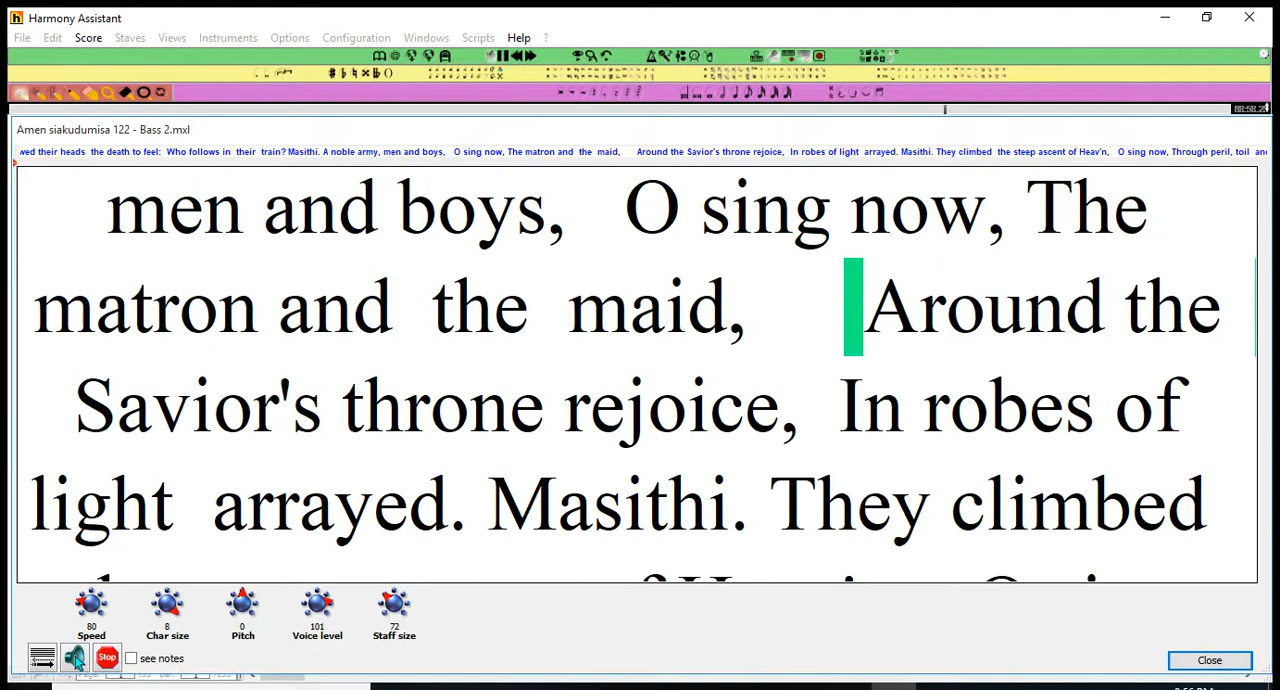 Harmony Assistant
File Edit Score Staves Views Instruments Options Configuration Windows Scripts Help ?
Amen siakudumisa 122 - Bass 2.mxl
wed their heads the death to feel: Who follows in their train? Masithi. A noble army, men and boys, O sing now, The matron and the maid, Around the Savior's throne rejoice, In robes of light arrayed. Masithi. They climbed the steep ascent of Heav'n, O sing now, Through peril, toil and
men and boys, O sing now, The
matron and the maid, Around the
Savior's throne rejoice, In robes of
light arrayed. Masithi. They climbed
80 8 0 101 72
Speed Char size Pitch Voice level Staff size
Stop see notes Close